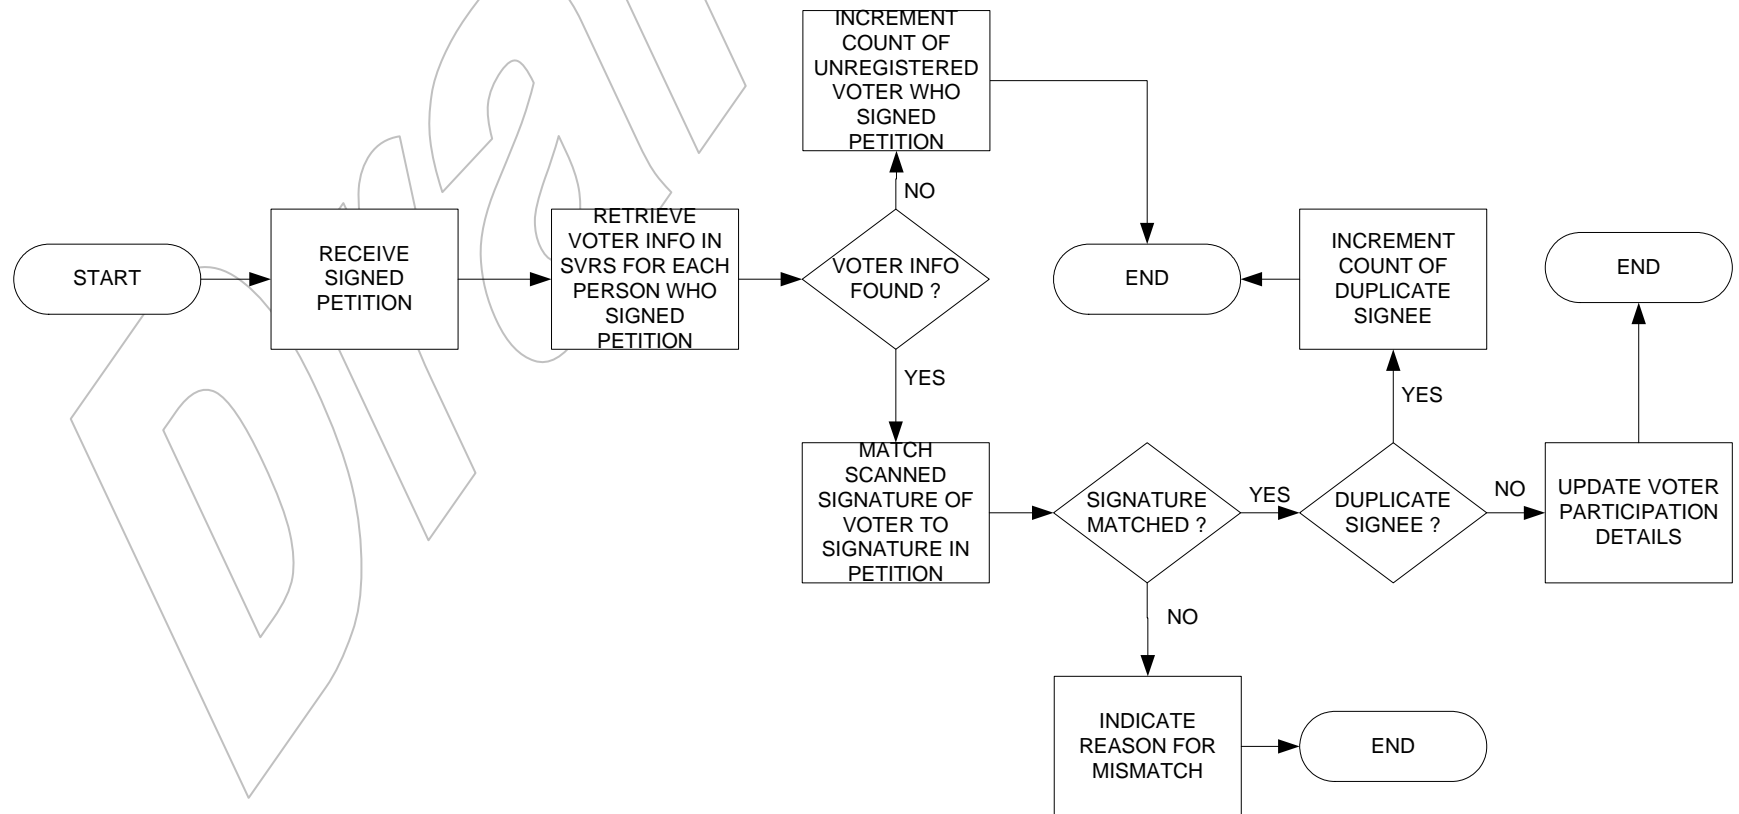 INCREMENT
COUNT OF
UNREGISTERED
VOTER WHO
SIGNED
PETITION
NO
START
RECEIVE
SIGNED
PETITION
RETRIEVE
VOTER INFO IN
SVRS FOR EACH
PERSON WHO
SIGNED
PETITION
VOTER INFO
FOUND ?
END
INCREMENT
COUNT OF
DUPLICATE
SIGNEE
END
YES
YES
MATCH
SCANNED
SIGNATURE OF
VOTER TO
SIGNATURE IN
PETITION
SIGNATURE
MATCHED ?
YES
DUPLICATE
SIGNEE ?
NO
UPDATE VOTER
PARTICIPATION
DETAILS
NO
INDICATE
REASON FOR
MISMATCH
END